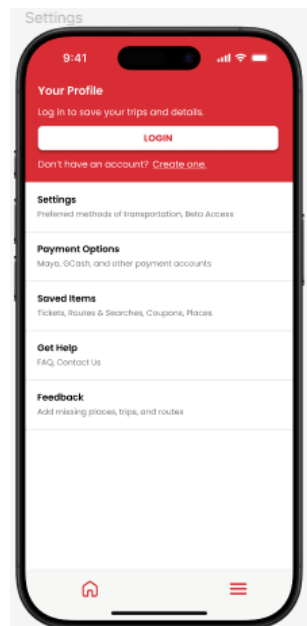 Settings
9:41
Your Profile
Log in to save your trips and details.
LOGIN
Don't have an account? Create one.
Settings
Preferred methods of transportation, Beta Access
Payment Options
Maya, GCash, and other payment accounts
Saved Items
Tickets, Routes & Searches, Coupons, Places
Get Help
FAQ, Contact Us
Feedback
Add missing places, trips, and routes